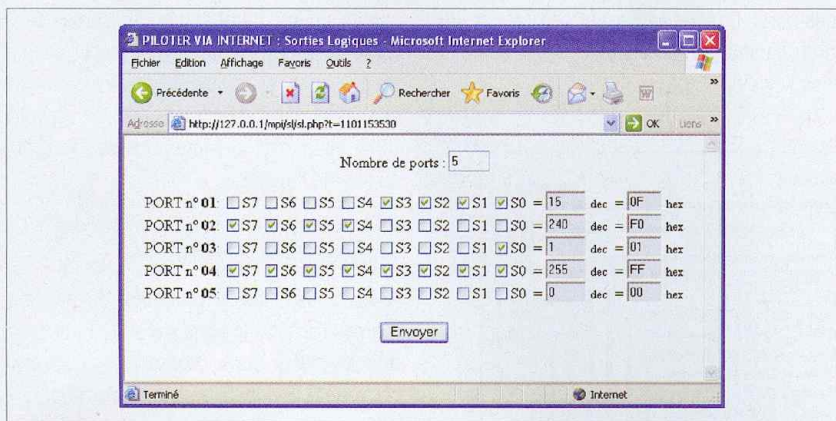 PILOTER VIA INTERNET : Sorties Logiques - Microsoft Internet Explorer
Fichier Edition Affichage Favoris Outils ?
Précédente Rechercher Favoris »
Adresse http://127.0.0.1/mpi/sl/sl.php?t=1101153530 OK Liens »
Nombre de ports : 5
PORT n° 01: S7 S6 S5 S4 S3 S2 S1 S0 = 15 dec = 0F hex
PORT n° 02: S7 S6 S5 S4 S3 S2 S1 S0 = 240 dec = F0 hex
PORT n° 03: S7 S6 S5 S4 S3 S2 S1 S0 = 1 dec = 01 hex
PORT n° 04: S7 S6 S5 S4 S3 S2 S1 S0 = 255 dec = FF hex
PORT n° 05: S7 S6 S5 S4 S3 S2 S1 S0 = 0 dec = 00 hex
Envoyer
Terminé Internet